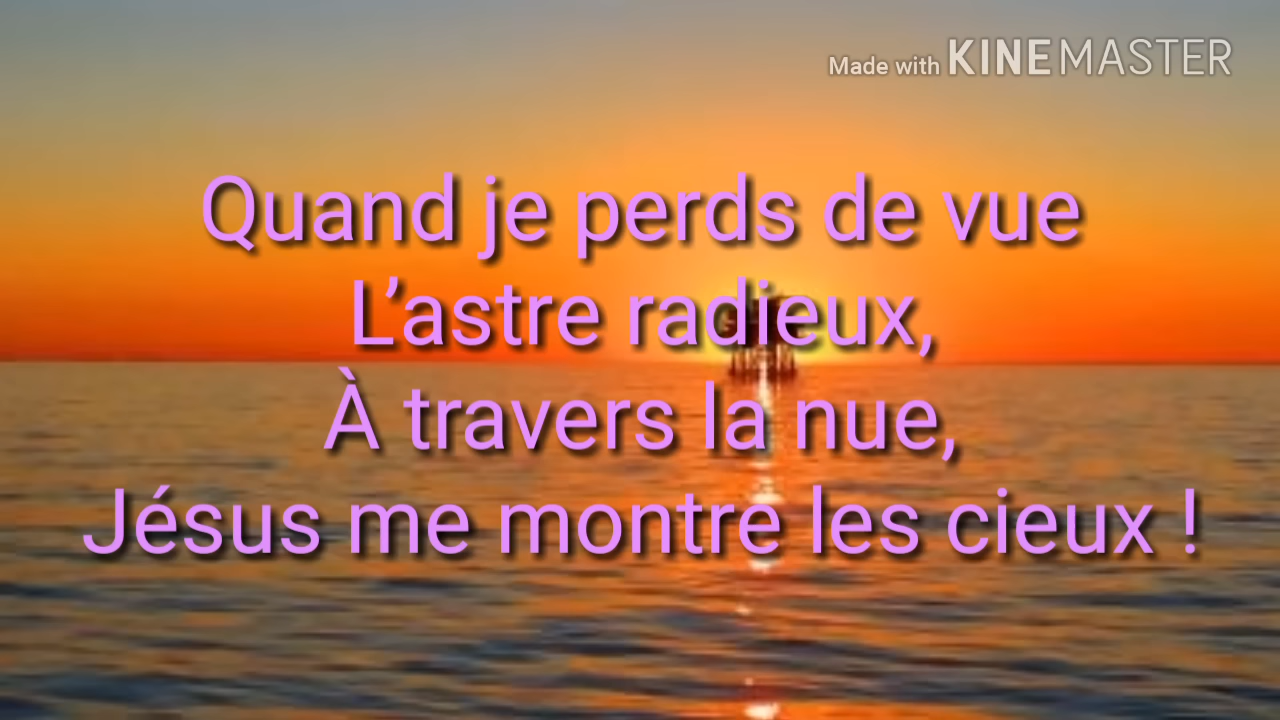 Made with KINEMASTER
Quand je perds de vue
L’astre radieux,
À travers la nue,
Jésus me montre les cieux !